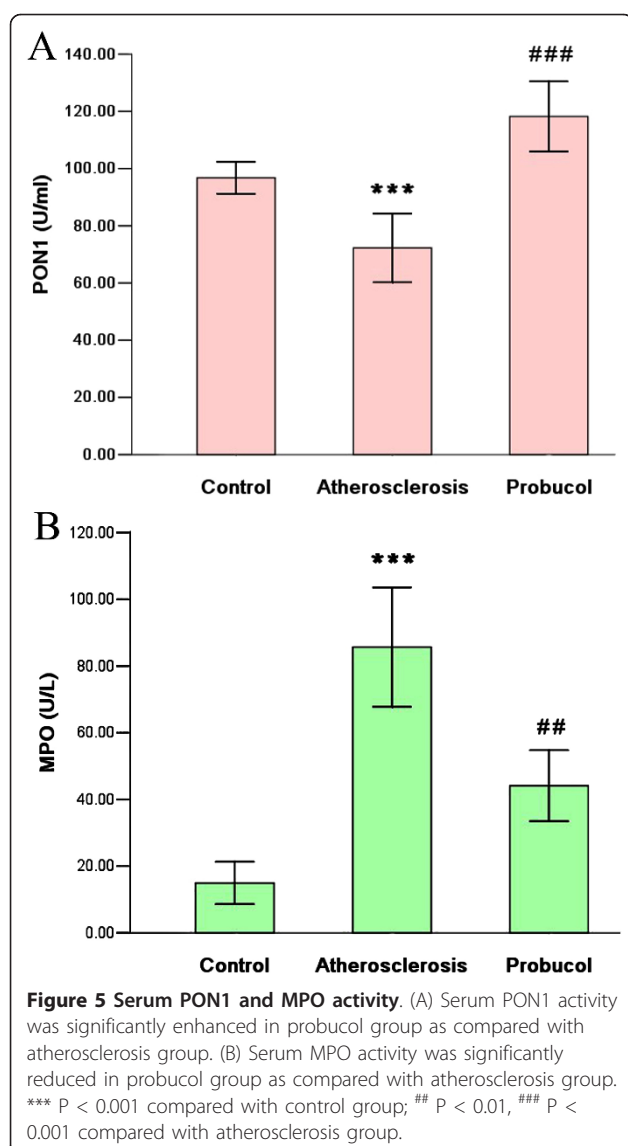 A
140.00
###
120.00
100.00
***
80.00
60.00
40.00
20.00
0.00
PON1 (U/ml)
Control Atherosclerosis Probucol
B
120.00
***
100.00
80.00
##
60.00
40.00
20.00
0.00
MPO (U/L)
Control Atherosclerosis Probucol
Figure 5 Serum PON1 and MPO activity. (A) Serum PON1 activity
was significantly enhanced in probucol group as compared with
atherosclerosis group. (B) Serum MPO activity was significantly
reduced in probucol group as compared with atherosclerosis group.
*** P < 0.001 compared with control group; ## P < 0.01, ### P <
0.001 compared with atherosclerosis group.